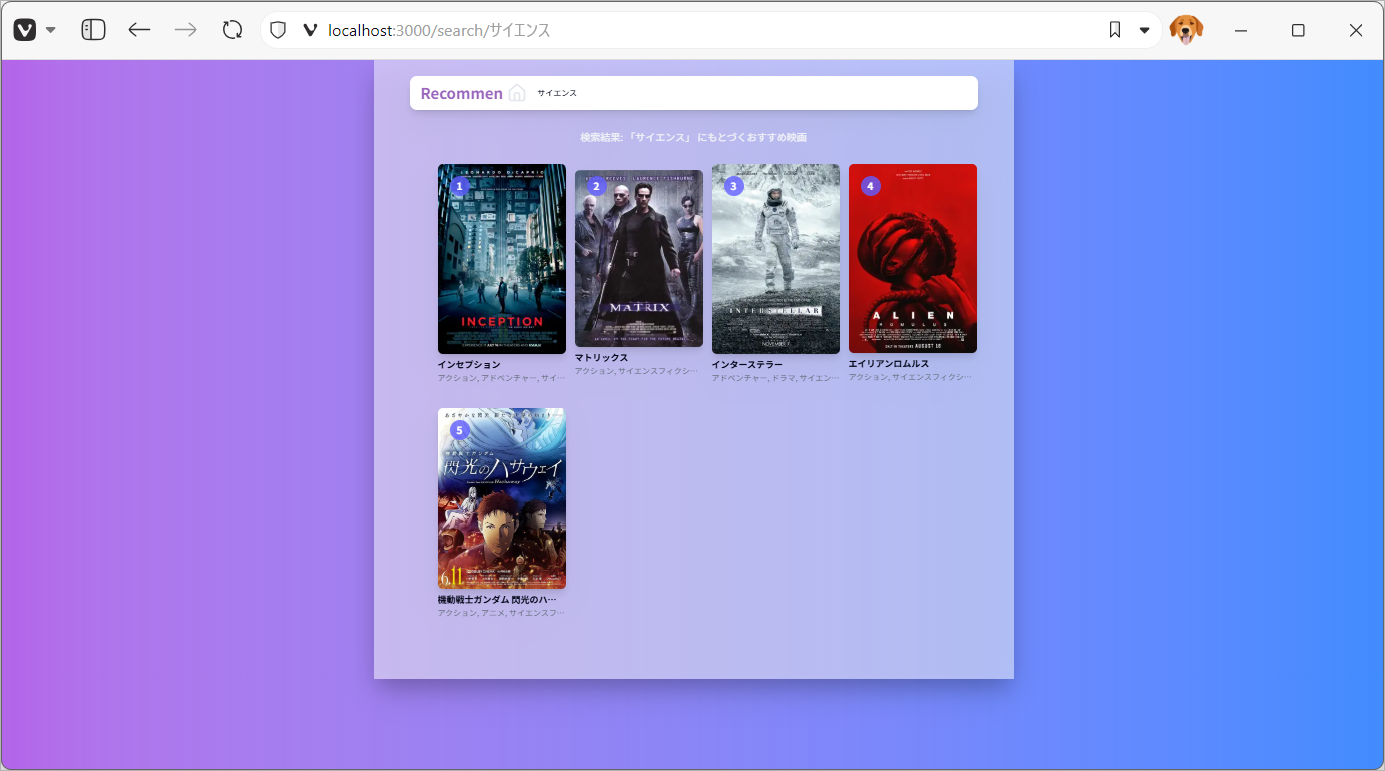 localhost:3000/search/サイエンス
Recommen
サイエンス
検索結果: 「サイエンス」 にもとづくおすすめ映画
1
LEONARDO DiCAPRIO
INCEPTION
インセプション
アクション, アドベンチャー, サイ…
2
REEVES LAURENCE FISHBURNE
MATRIX
マトリックス
アクション, サイエンスフィクシ…
3
INTERSTELLAR
NOVEMBER 7
インターステラー
アドベンチャー, ドラマ, サイエン…
4
ALIEN
ROMULUS
ONLY IN THEATERS AUGUST 16
エイリアンロムルス
アクション, サイエンスフィクシ…
5
機動戦士ガンダム
閃光のハサウェイ
Hathaway
6.11
機動戦士ガンダム 閃光のハ…
アクション, アニメ, サイエンスフ…